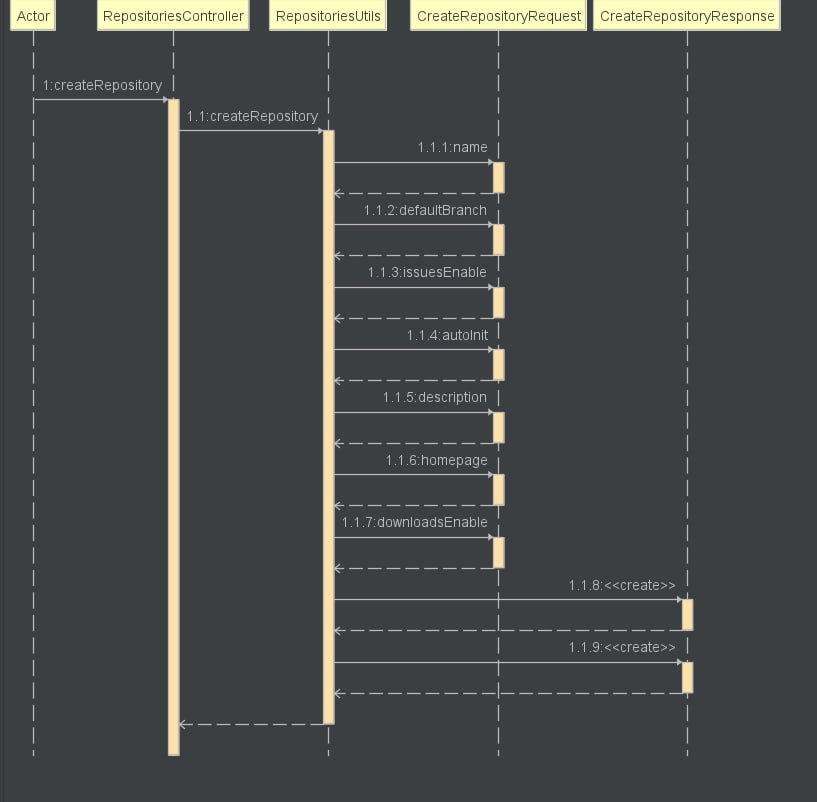 Actor
RepositoriesController
RepositoriesUtils
CreateRepositoryRequest
CreateRepositoryResponse
1:createRepository
1.1:createRepository
1.1.1:name
1.1.2:defaultBranch
1.1.3:issuesEnable
1.1.4:autoInit
1.1.5:description
1.1.6:homepage
1.1.7:downloadsEnable
1.1.8:<<create>>
1.1.9:<<create>>